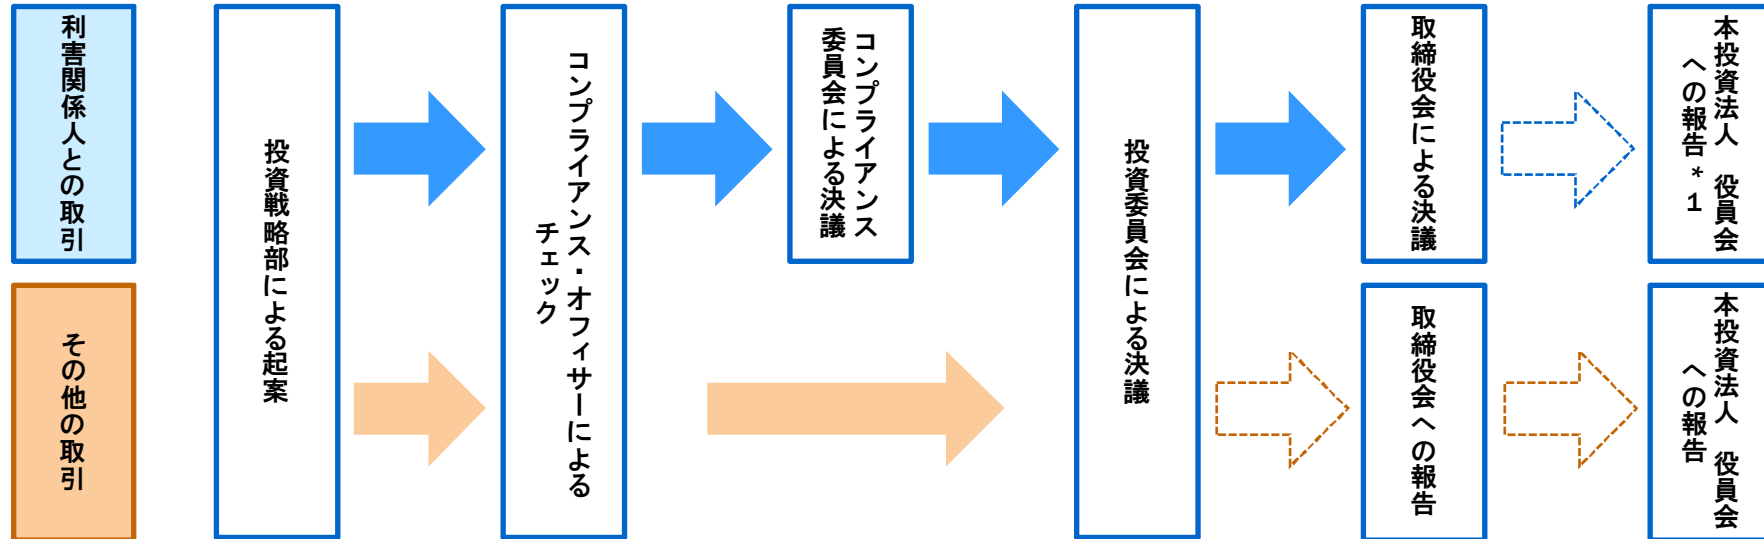 利害関係人との取引
投資戦略部による起案
コンプライアンス・オフィサーによる
チェック
コンプライアンス
委員会による決議
投資委員会による決議
取締役会による決議
本投資法人 役員会
への報告*1
その他の取引
取締役会への報告
本投資法人 役員会
への報告